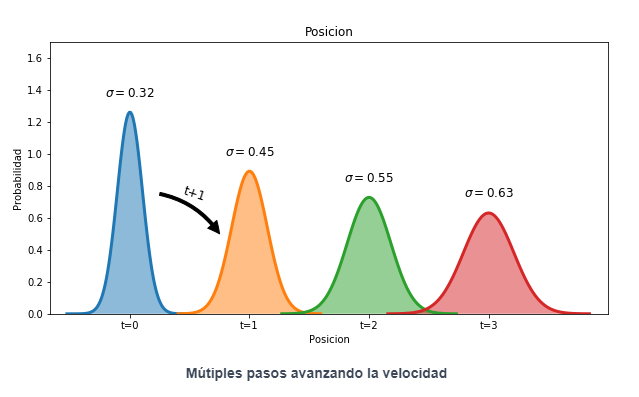 Posicion
1.6
1.4
1.2
1.0
0.8
0.6
0.4
0.2
0.0
Probabilidad
σ = 0.32
σ = 0.45
σ = 0.55
σ = 0.63
t+1
t=0
t=1
t=2
t=3
Posicion
Mútiples pasos avanzando la velocidad